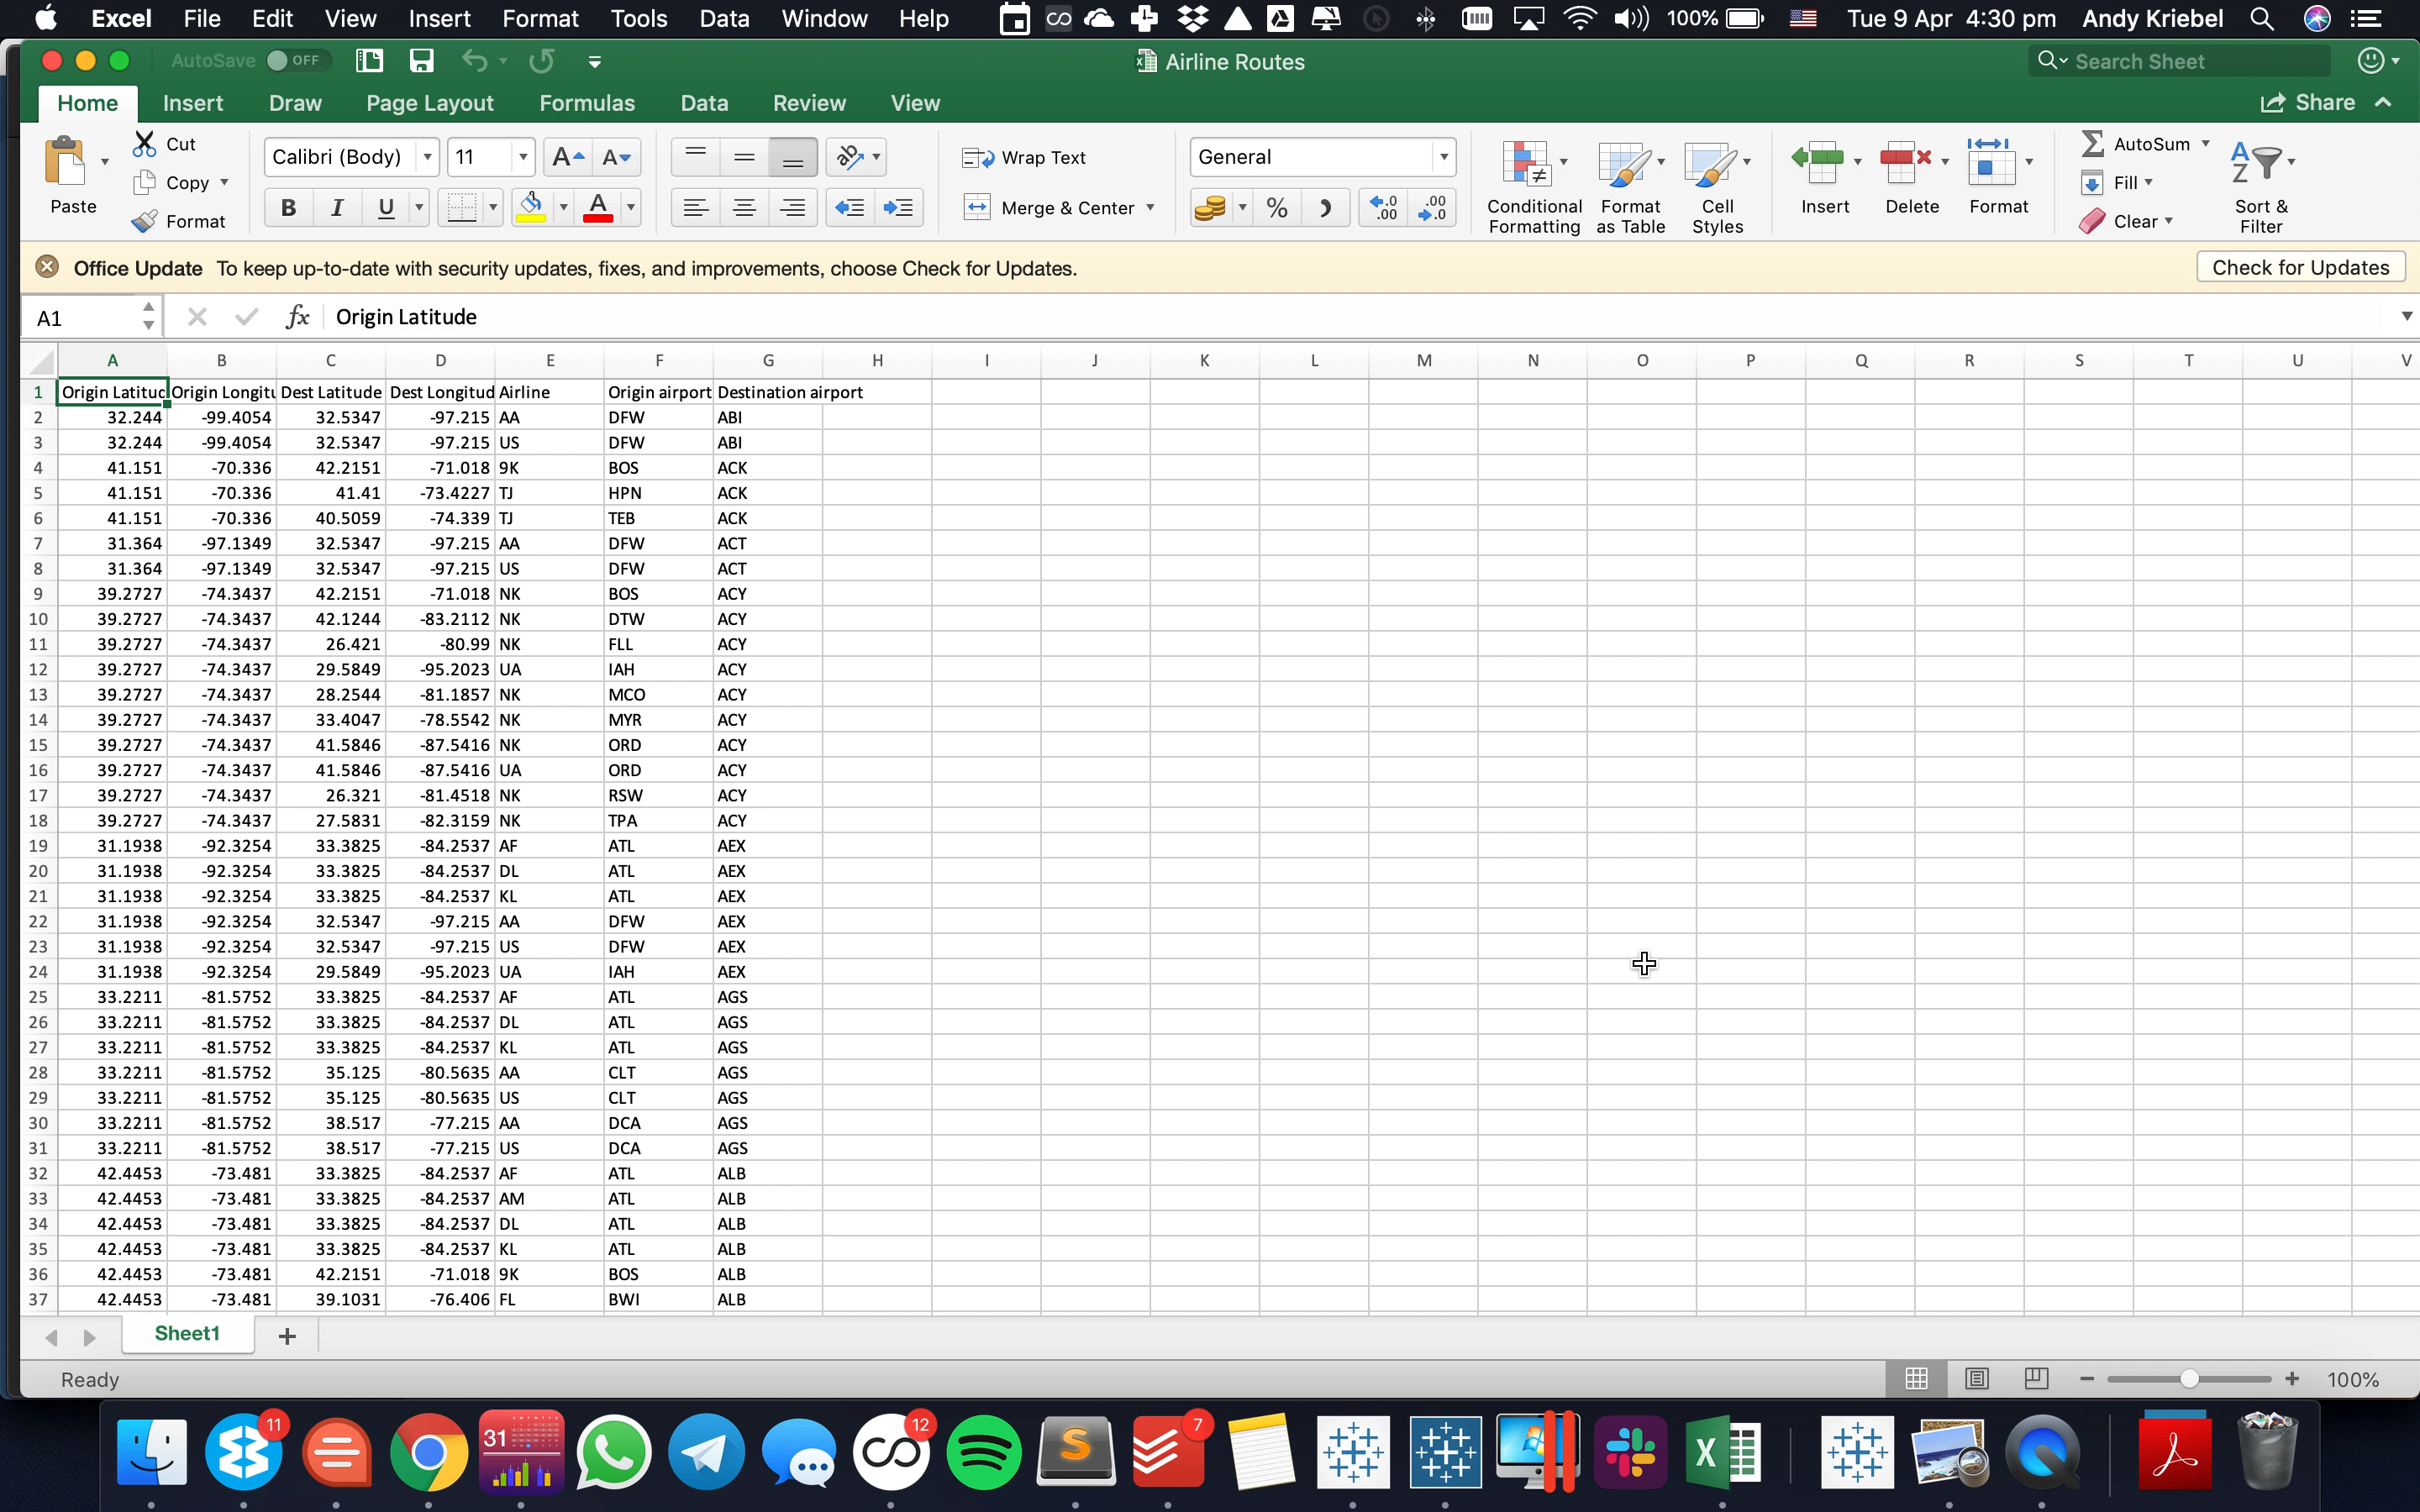 Excel File Edit View Insert Format Tools Data Window Help 100% Tue 9 Apr 4:30 pm Andy Kriebel
AutoSave OFF Airline Routes Search Sheet
Home Insert Draw Page Layout Formulas Data Review View Share
Paste Cut Copy Format Calibri (Body) 11 Wrap Text Merge & Center General Conditional Formatting Format as Table Cell Styles Insert Delete Format AutoSum Fill Clear Sort & Filter
Office Update To keep up-to-date with security updates, fixes, and improvements, choose Check for Updates. Check for Updates
A1 fx Origin Latitude
A B C D E F G H I J K L M N O P Q R S T U V
1 Origin Latituc Origin Longitu Dest Latitude Dest Longitud Airline Origin airport Destination airport
2 32.244 -99.4054 32.5347 -97.215 AA DFW ABI
3 32.244 -99.4054 32.5347 -97.215 US DFW ABI
4 41.151 -70.336 42.2151 -71.018 9K BOS ACK
5 41.151 -70.336 41.41 -73.4227 TJ HPN ACK
6 41.151 -70.336 40.5059 -74.339 TJ TEB ACK
7 31.364 -97.1349 32.5347 -97.215 AA DFW ACT
8 31.364 -97.1349 32.5347 -97.215 US DFW ACT
9 39.2727 -74.3437 42.2151 -71.018 NK BOS ACY
10 39.2727 -74.3437 42.1244 -83.2112 NK DTW ACY
11 39.2727 -74.3437 26.421 -80.99 NK FLL ACY
12 39.2727 -74.3437 29.5849 -95.2023 UA IAH ACY
13 39.2727 -74.3437 28.2544 -81.1857 NK MCO ACY
14 39.2727 -74.3437 33.4047 -78.5542 NK MYR ACY
15 39.2727 -74.3437 41.5846 -87.5416 NK ORD ACY
16 39.2727 -74.3437 41.5846 -87.5416 UA ORD ACY
17 39.2727 -74.3437 26.321 -81.4518 NK RSW ACY
18 39.2727 -74.3437 27.5831 -82.3159 NK TPA ACY
19 31.1938 -92.3254 33.3825 -84.2537 AF ATL AEX
20 31.1938 -92.3254 33.3825 -84.2537 DL ATL AEX
21 31.1938 -92.3254 33.3825 -84.2537 KL ATL AEX
22 31.1938 -92.3254 32.5347 -97.215 AA DFW AEX
23 31.1938 -92.3254 32.5347 -97.215 US DFW AEX
24 31.1938 -92.3254 29.5849 -95.2023 UA IAH AEX
25 33.2211 -81.5752 33.3825 -84.2537 AF ATL AGS
26 33.2211 -81.5752 33.3825 -84.2537 DL ATL AGS
27 33.2211 -81.5752 33.3825 -84.2537 KL ATL AGS
28 33.2211 -81.5752 35.125 -80.5635 AA CLT AGS
29 33.2211 -81.5752 35.125 -80.5635 US CLT AGS
30 33.2211 -81.5752 38.517 -77.215 AA DCA AGS
31 33.2211 -81.5752 38.517 -77.215 US DCA AGS
32 42.4453 -73.481 33.3825 -84.2537 AF ATL ALB
33 42.4453 -73.481 33.3825 -84.2537 AM ATL ALB
34 42.4453 -73.481 33.3825 -84.2537 DL ATL ALB
35 42.4453 -73.481 33.3825 -84.2537 KL ATL ALB
36 42.4453 -73.481 42.2151 -71.018 9K BOS ALB
37 42.4453 -73.481 39.1031 -76.406 FL BWI ALB
Sheet1
Ready 100%
11 31 12 7